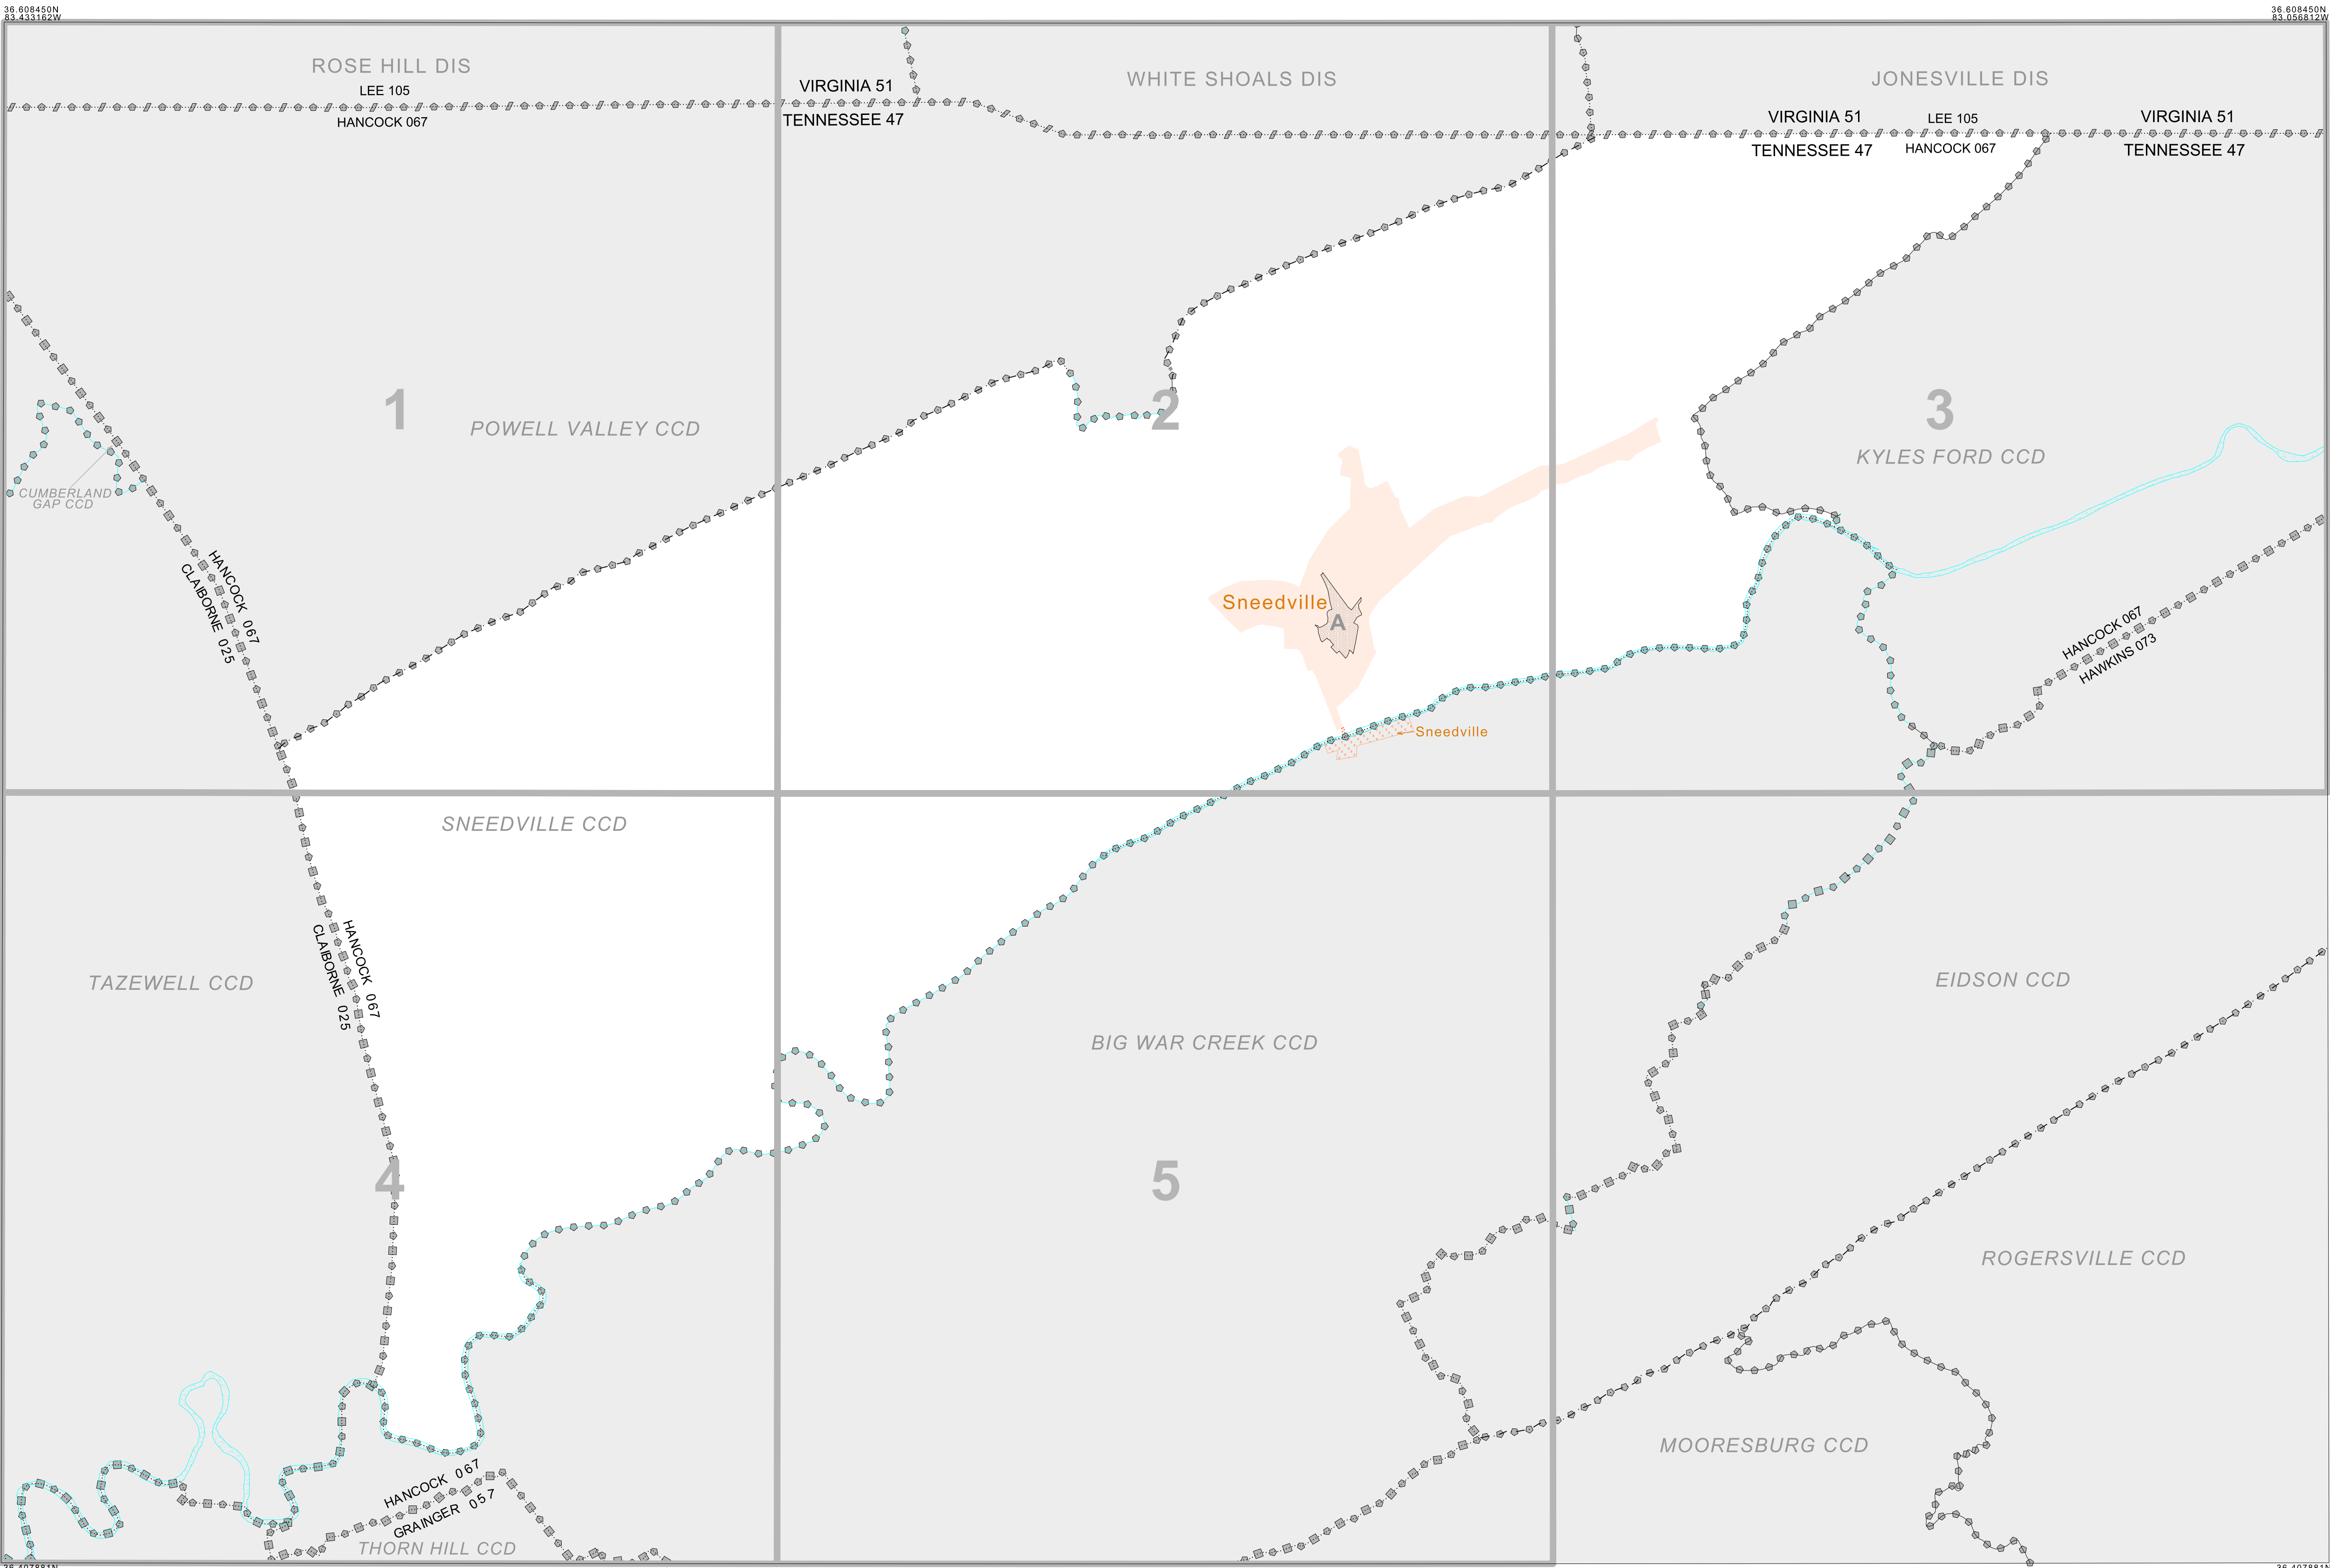 36.608450N
83.433162W
36.608450N
83.056812W
ROSE HILL DIS
LEE 105
HANCOCK 067
VIRGINIA 51
TENNESSEE 47
WHITE SHOALS DIS
JONESVILLE DIS
VIRGINIA 51
TENNESSEE 47
LEE 105
HANCOCK 067
VIRGINIA 51
TENNESSEE 47
1
POWELL VALLEY CCD
2
3
KYLES FORD CCD
CUMBERLAND
GAP CCD
HANCOCK 067
CLAIBORNE 025
Sneedville
A
Sneedville
HANCOCK 067
HAWKINS 073
SNEEDVILLE CCD
TAZEWELL CCD
HANCOCK 067
CLAIBORNE 025
BIG WAR CREEK CCD
EIDSON CCD
4
5
ROGERSVILLE CCD
MOORESBURG CCD
HANCOCK 067
GRAINGER 057
THORN HILL CCD
36.407881N
36.407881N